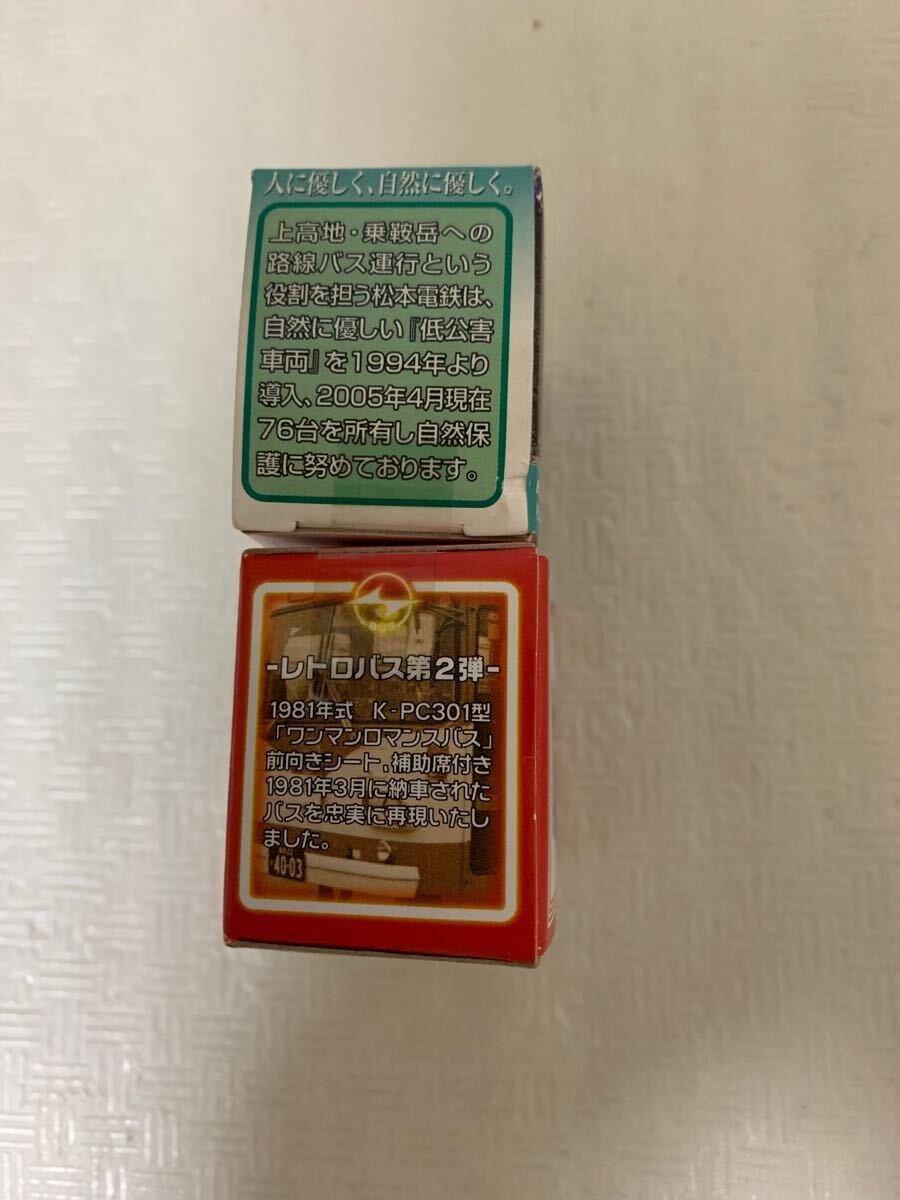 人に優しく、自然に優しく。
上高地・乗鞍岳への
路線バス運行という
役割を担う松本電鉄は、
自然に優しい『低公害
車両』を1994年より
導入、2005年4月現在
76台を所有し自然保
護に努めております。
-レトロバス第2弾-
1981年式 K-PC301型
「ワンマンロマンスバス」
前向きシート、補助席付き
1981年3月に納車された
バスを忠実に再現いたし
ました。
40-03